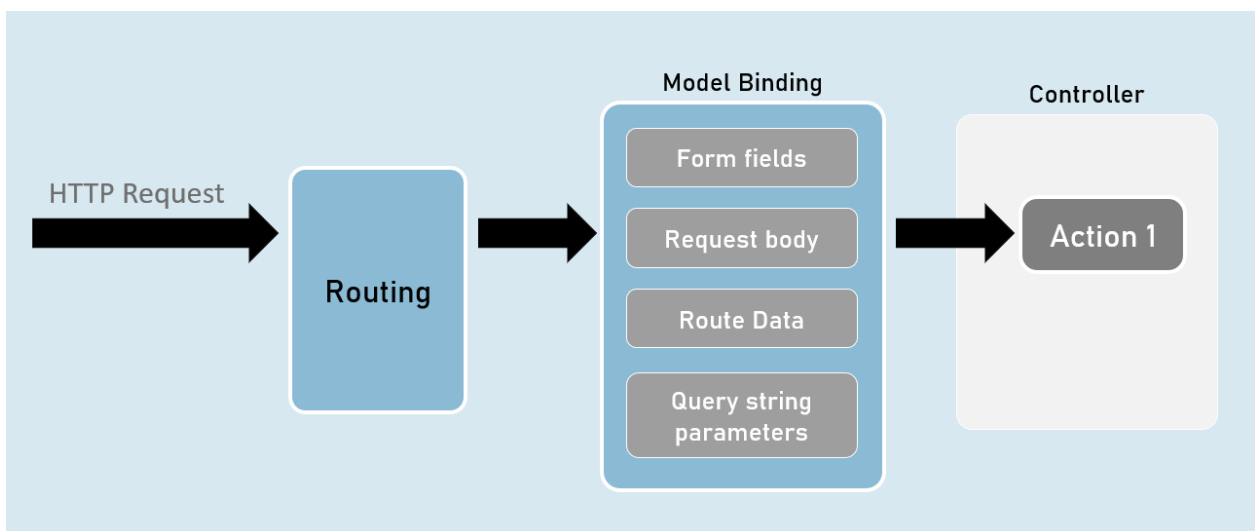 HTTP Request
Routing
Model Binding
Form fields
Request body
Route Data
Query string
parameters
Controller
Action 1